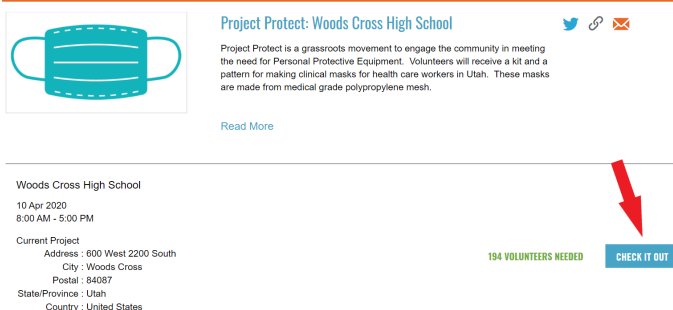 Project Protect: Woods Cross High School
Project Protect is a grassroots movement to engage the community in meeting
the need for Personal Protective Equipment.  Volunteers will receive a kit and a
pattern for making clinical masks for health care workers in Utah.  These masks
are made from medical grade polypropylene mesh.
Read More
Woods Cross High School
10 Apr 2020
8:00 AM - 5:00 PM
Current Project
Address : 600 West 2200 South
City : Woods Cross
Postal : 84087
State/Province : Utah
Country : United States
194 VOLUNTEERS NEEDED
CHECK IT OUT